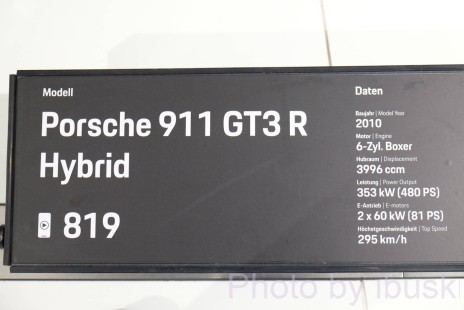 Modell
Porsche 911 GT3 R
Hybrid
819
Daten
Baujahr | Model Year
2010
Motor | Engine
6-Zyl. Boxer
Hubraum | Displacement
3996 ccm
Leistung | Power Output
353 kW (480 PS)
E-Antrieb | E-motors
2 x 60 kW (81 PS)
Höchstgeschwindigkeit | Top Speed
295 km/h
Photo by ibuski